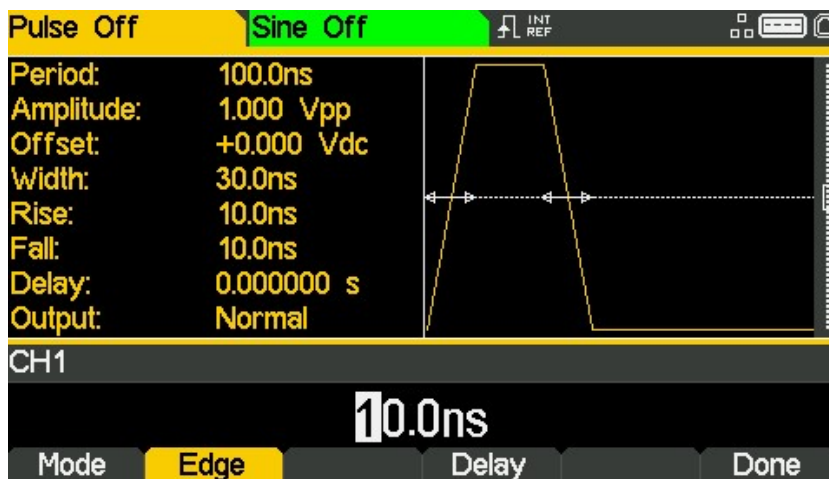 Pulse Off Sine Off INT
REF
Period: 100.0ns
Amplitude: 1.000 Vpp
Offset: +0.000 Vdc
Width: 30.0ns
Rise: 10.0ns
Fall: 10.0ns
Delay: 0.000000 s
Output: Normal
CH1
10.0ns
Mode Edge Delay Done